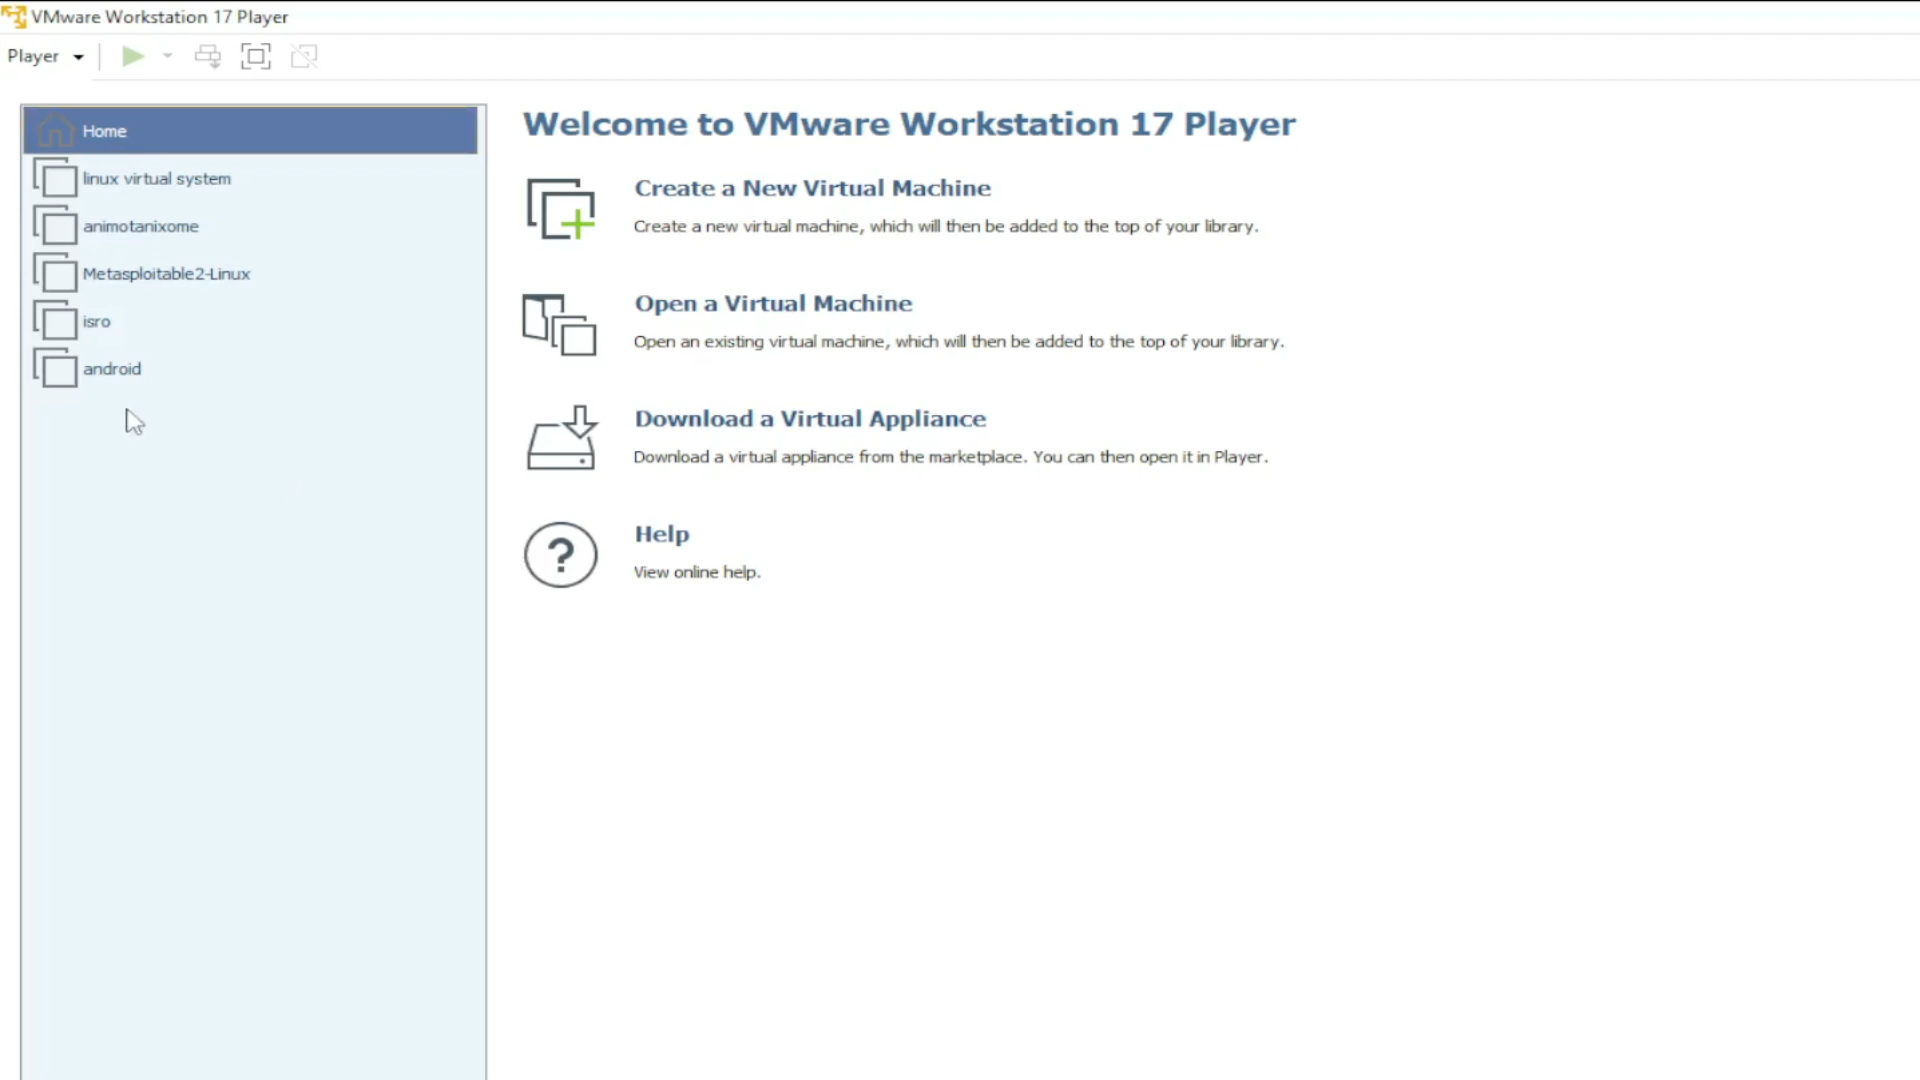 VMware Workstation 17 Player
Player
Home
linux virtual system
animotanixome
Metasploitable2-Linux
isro
android
Welcome to VMware Workstation 17 Player
Create a New Virtual Machine
Create a new virtual machine, which will then be added to the top of your library.
Open a Virtual Machine
Open an existing virtual machine, which will then be added to the top of your library.
Download a Virtual Appliance
Download a virtual appliance from the marketplace. You can then open it in Player.
?
Help
View online help.